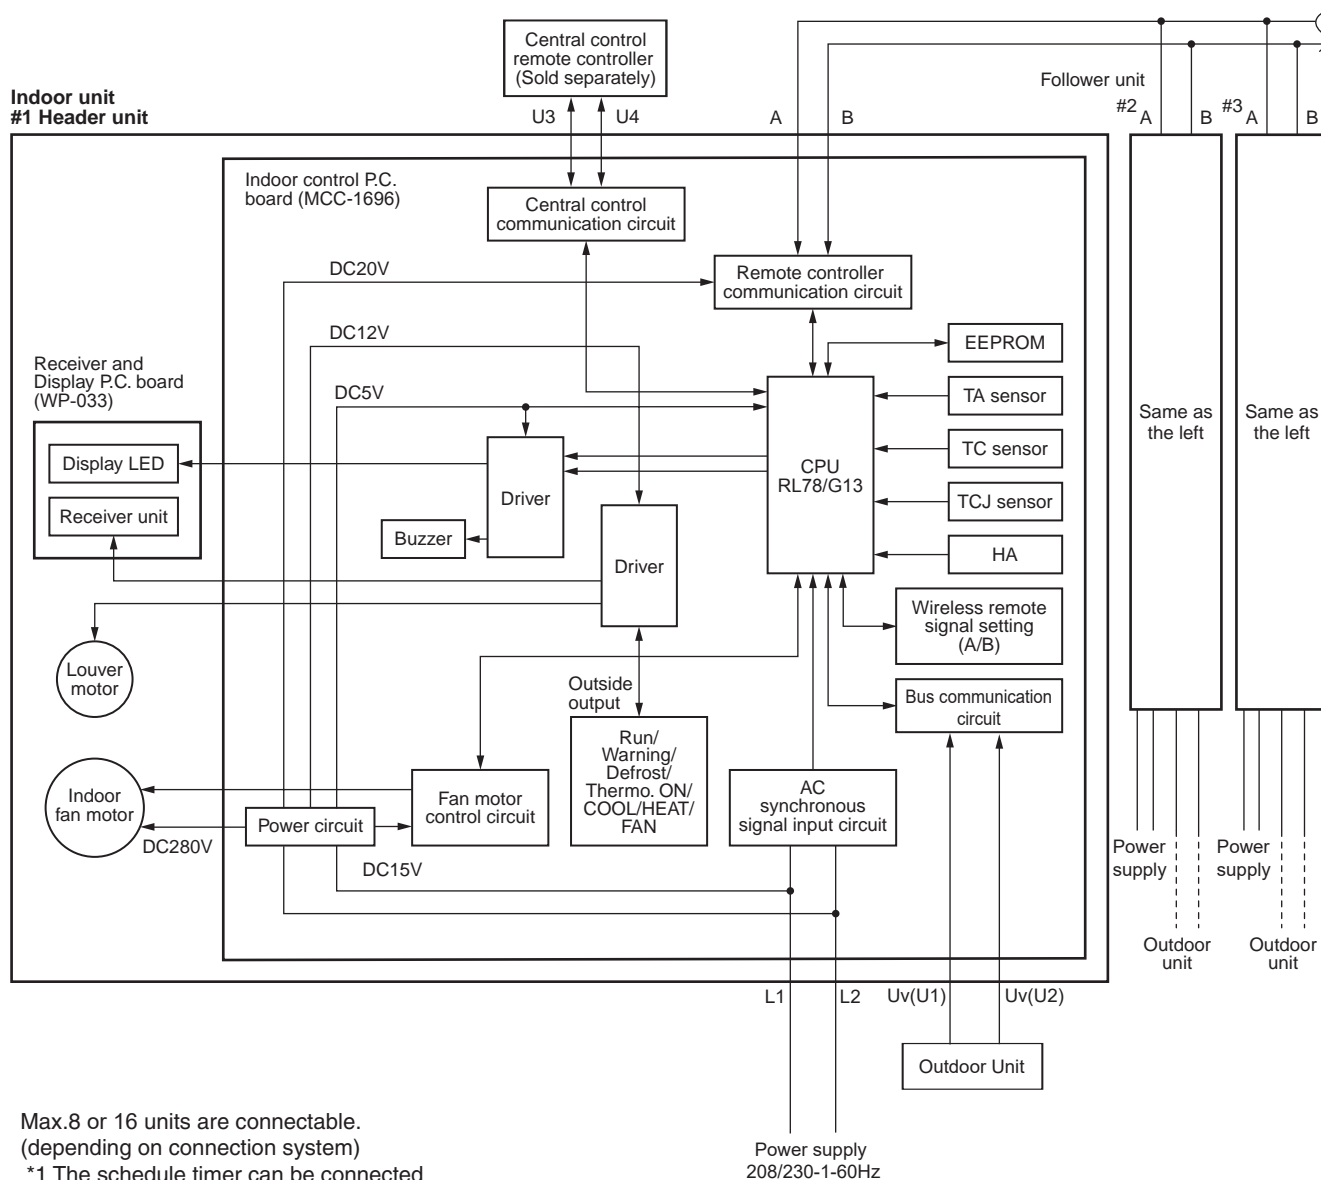 Central control
remote controller
(Sold separately)
Indoor unit
#1 Header unit
U3
U4
A
B
Follower unit
#2
A
B
#3
A
B
Indoor control P.C.
board (MCC-1696)
Central control
communication circuit
DC20V
Remote controller
communication circuit
DC12V
EEPROM
Receiver and
Display P.C. board
(WP-033)
DC5V
TA sensor
Same as
the left
Same as
the left
Display LED
TC sensor
CPU
RL78/G13
Driver
TCJ sensor
Receiver unit
Buzzer
HA
Driver
Wireless remote
signal setting
(A/B)
Louver
motor
Outside
output
Bus communication
circuit
Run/
Warning/
Defrost/
Thermo. ON/
COOL/HEAT/
FAN
Indoor
fan motor
Fan motor
control circuit
AC
synchronous
signal input circuit
Power circuit
DC280V
DC15V
Power
supply
Power
supply
Outdoor
unit
Outdoor
unit
L1
L2
Uv(U1)
Uv(U2)
Outdoor Unit
Max.8 or 16 units are connectable.
(depending on connection system)
*1 The schedule timer can be connected
Power supply
208/230-1-60Hz